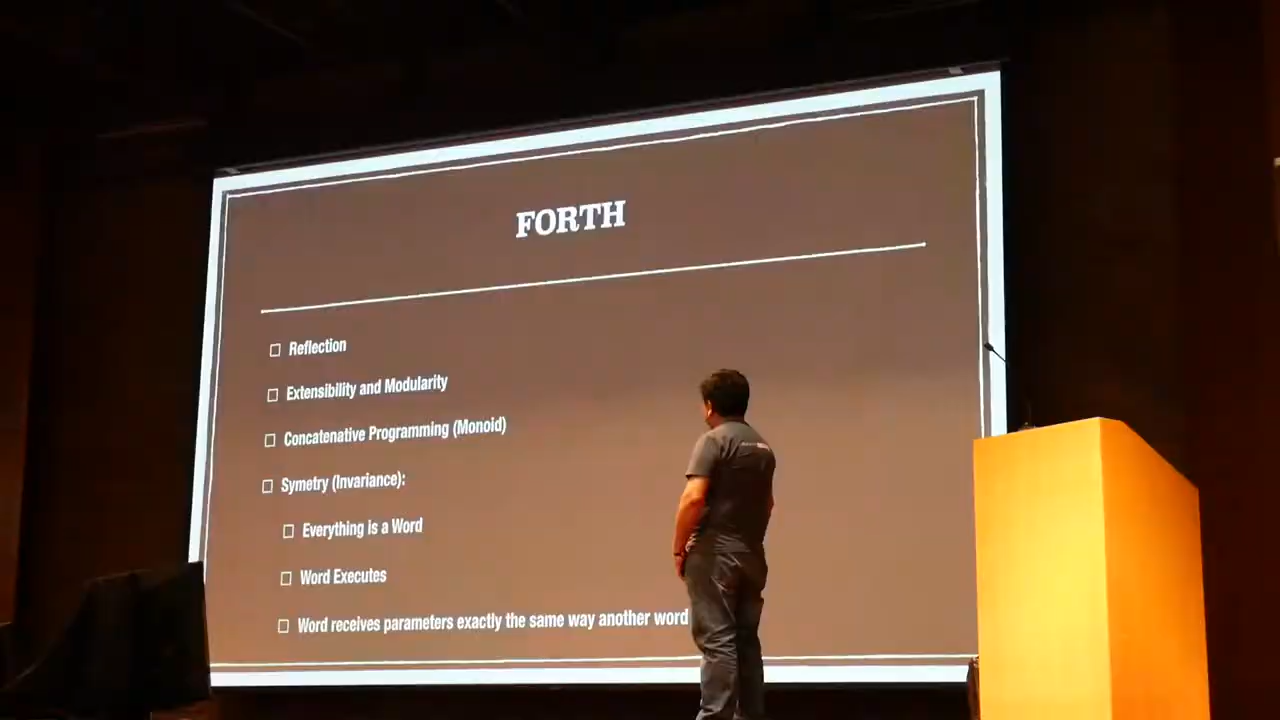 FORTH
Reflection
Extensibility and Modularity
Concatenative Programming (Monoid)
Symetry (Invariance):
Everything is a Word
Word Executes
Word receives parameters exactly the same way another word